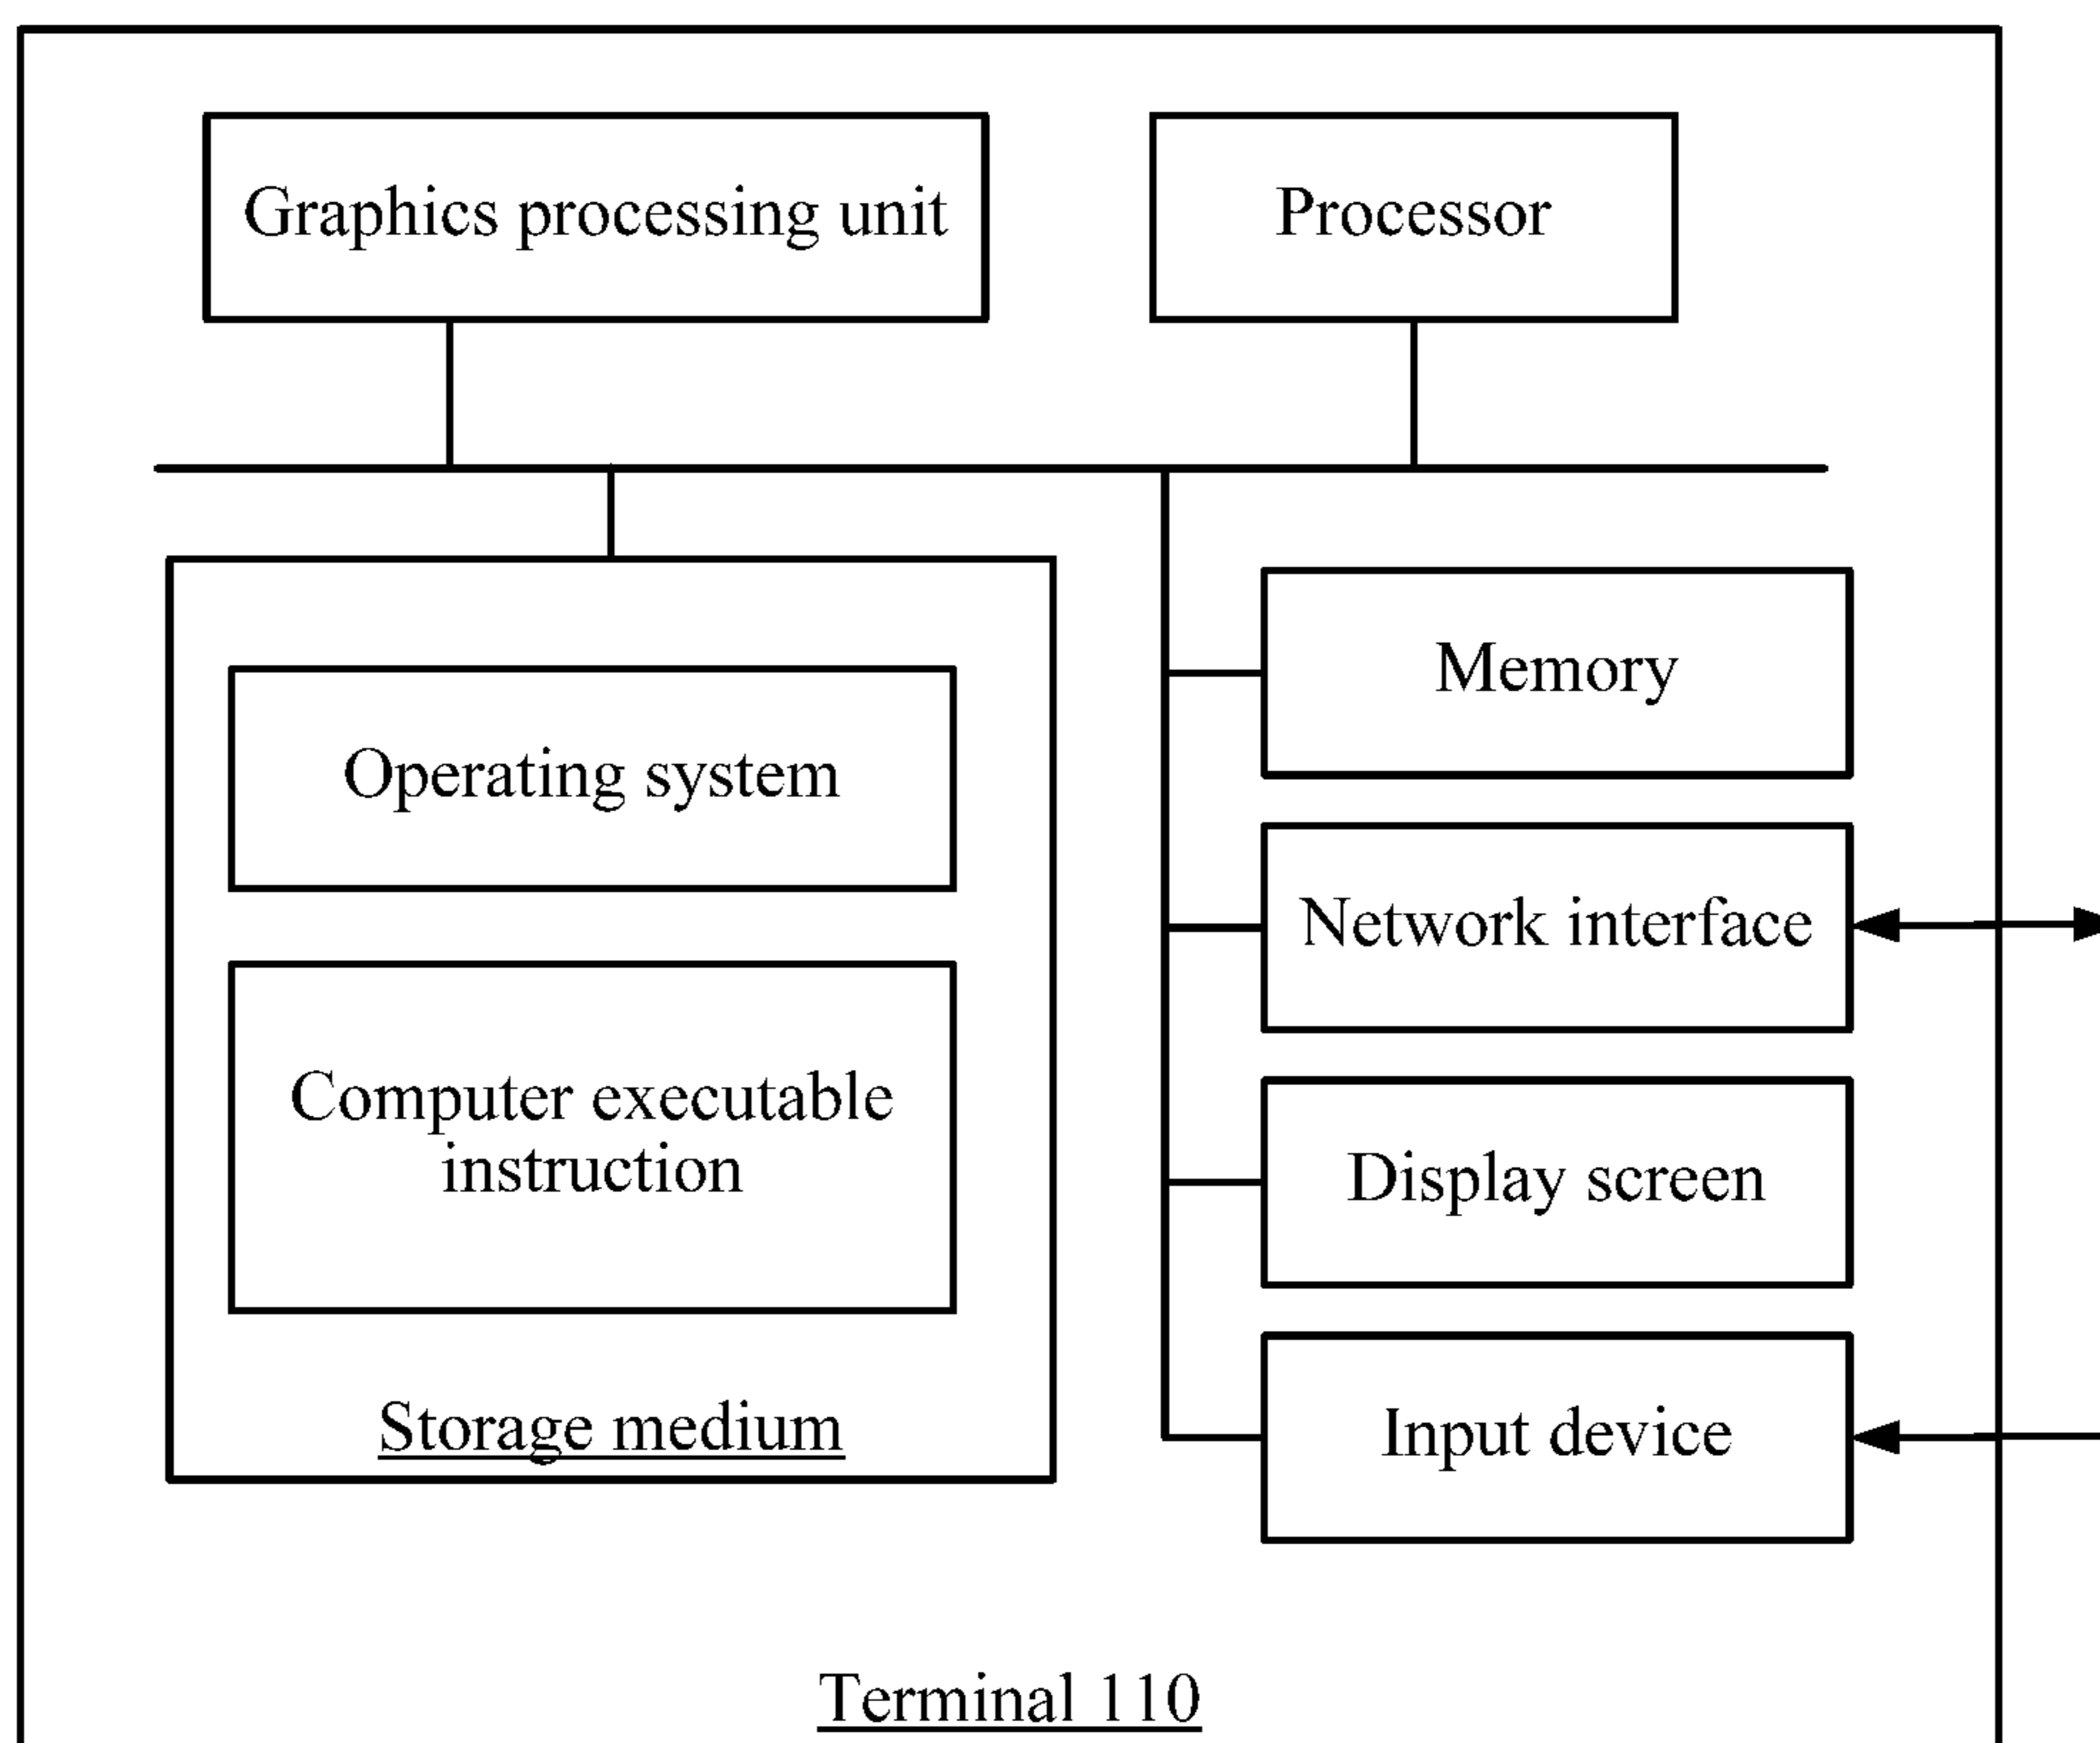 Graphics processing unit
Processor
Operating system
Computer executable
instruction
Storage medium
Memory
Network interface
Display screen
Input device
Terminal 110